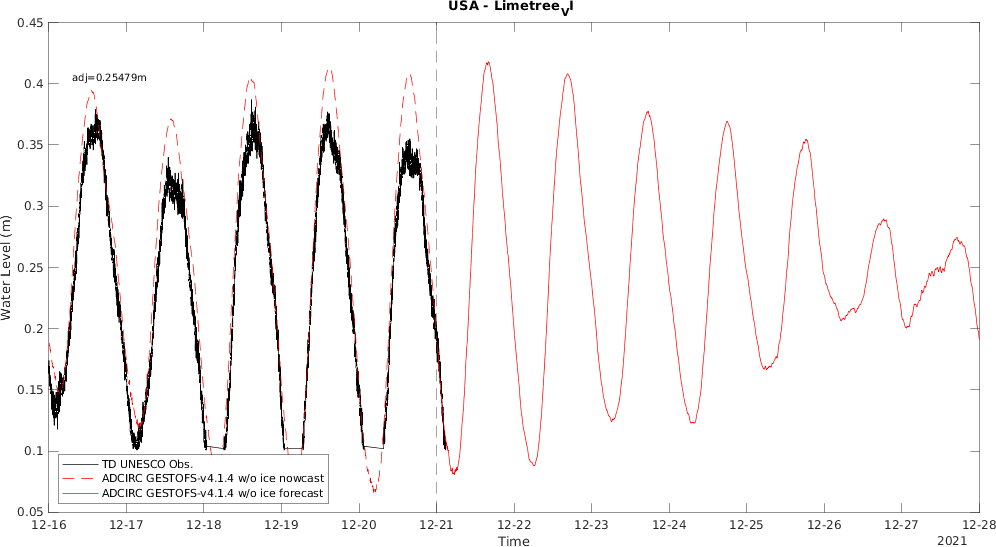 USA - LimetreeVI
0.45
0.4
0.35
0.3
0.25
0.2
0.15
0.1
0.05
Water Level (m)
adj=0.25479m
TD UNESCO Obs.
ADCIRC GESTOFS-v4.1.4 w/o ice nowcast
ADCIRC GESTOFS-v4.1.4 w/o ice forecast
12-16 12-17 12-18 12-19 12-20 12-21 12-22 12-23 12-24 12-25 12-26 12-27 12-28
Time
2021